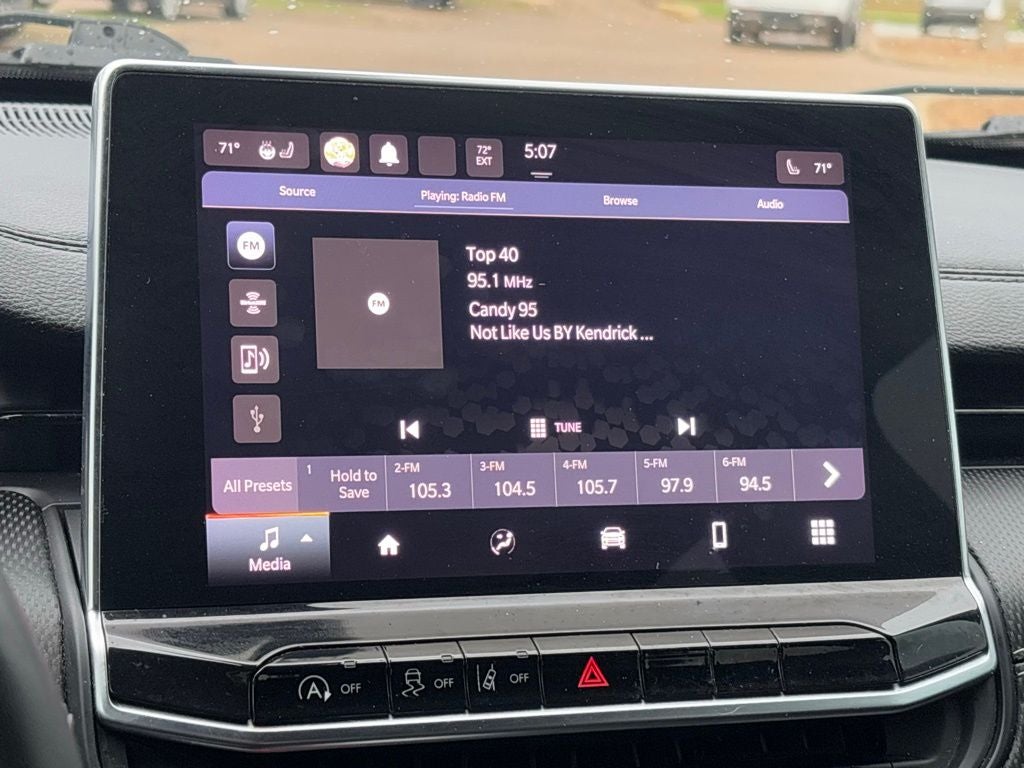 71°
72°
EXT
5:07
71°
Source
Playing: Radio FM
Browse
Audio
FM
FM
Top 40
95.1 MHz
Candy 95
Not Like Us BY Kendrick ...
TUNE
All Presets
1
Hold to
Save
2-FM
105.3
3-FM
104.5
4-FM
105.7
5-FM
97.9
6-FM
94.5
Media
A OFF
OFF
OFF